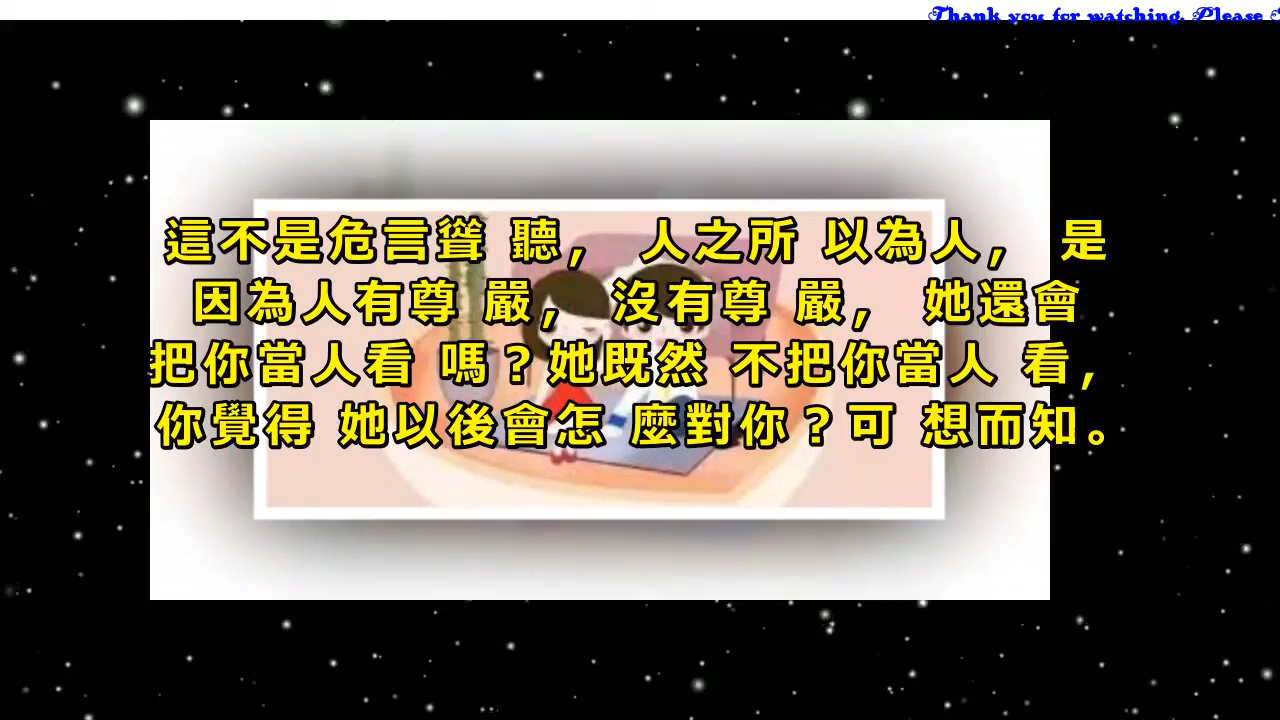 Thank you for watching. Please
這不是危言聳 聽， 人之所 以為人， 是
因為人有尊 嚴， 沒有尊 嚴， 她還會
把你當人看 嗎？她既然 不把你當人 看，
你覺得 她以後會怎 麼對你？可 想而知。